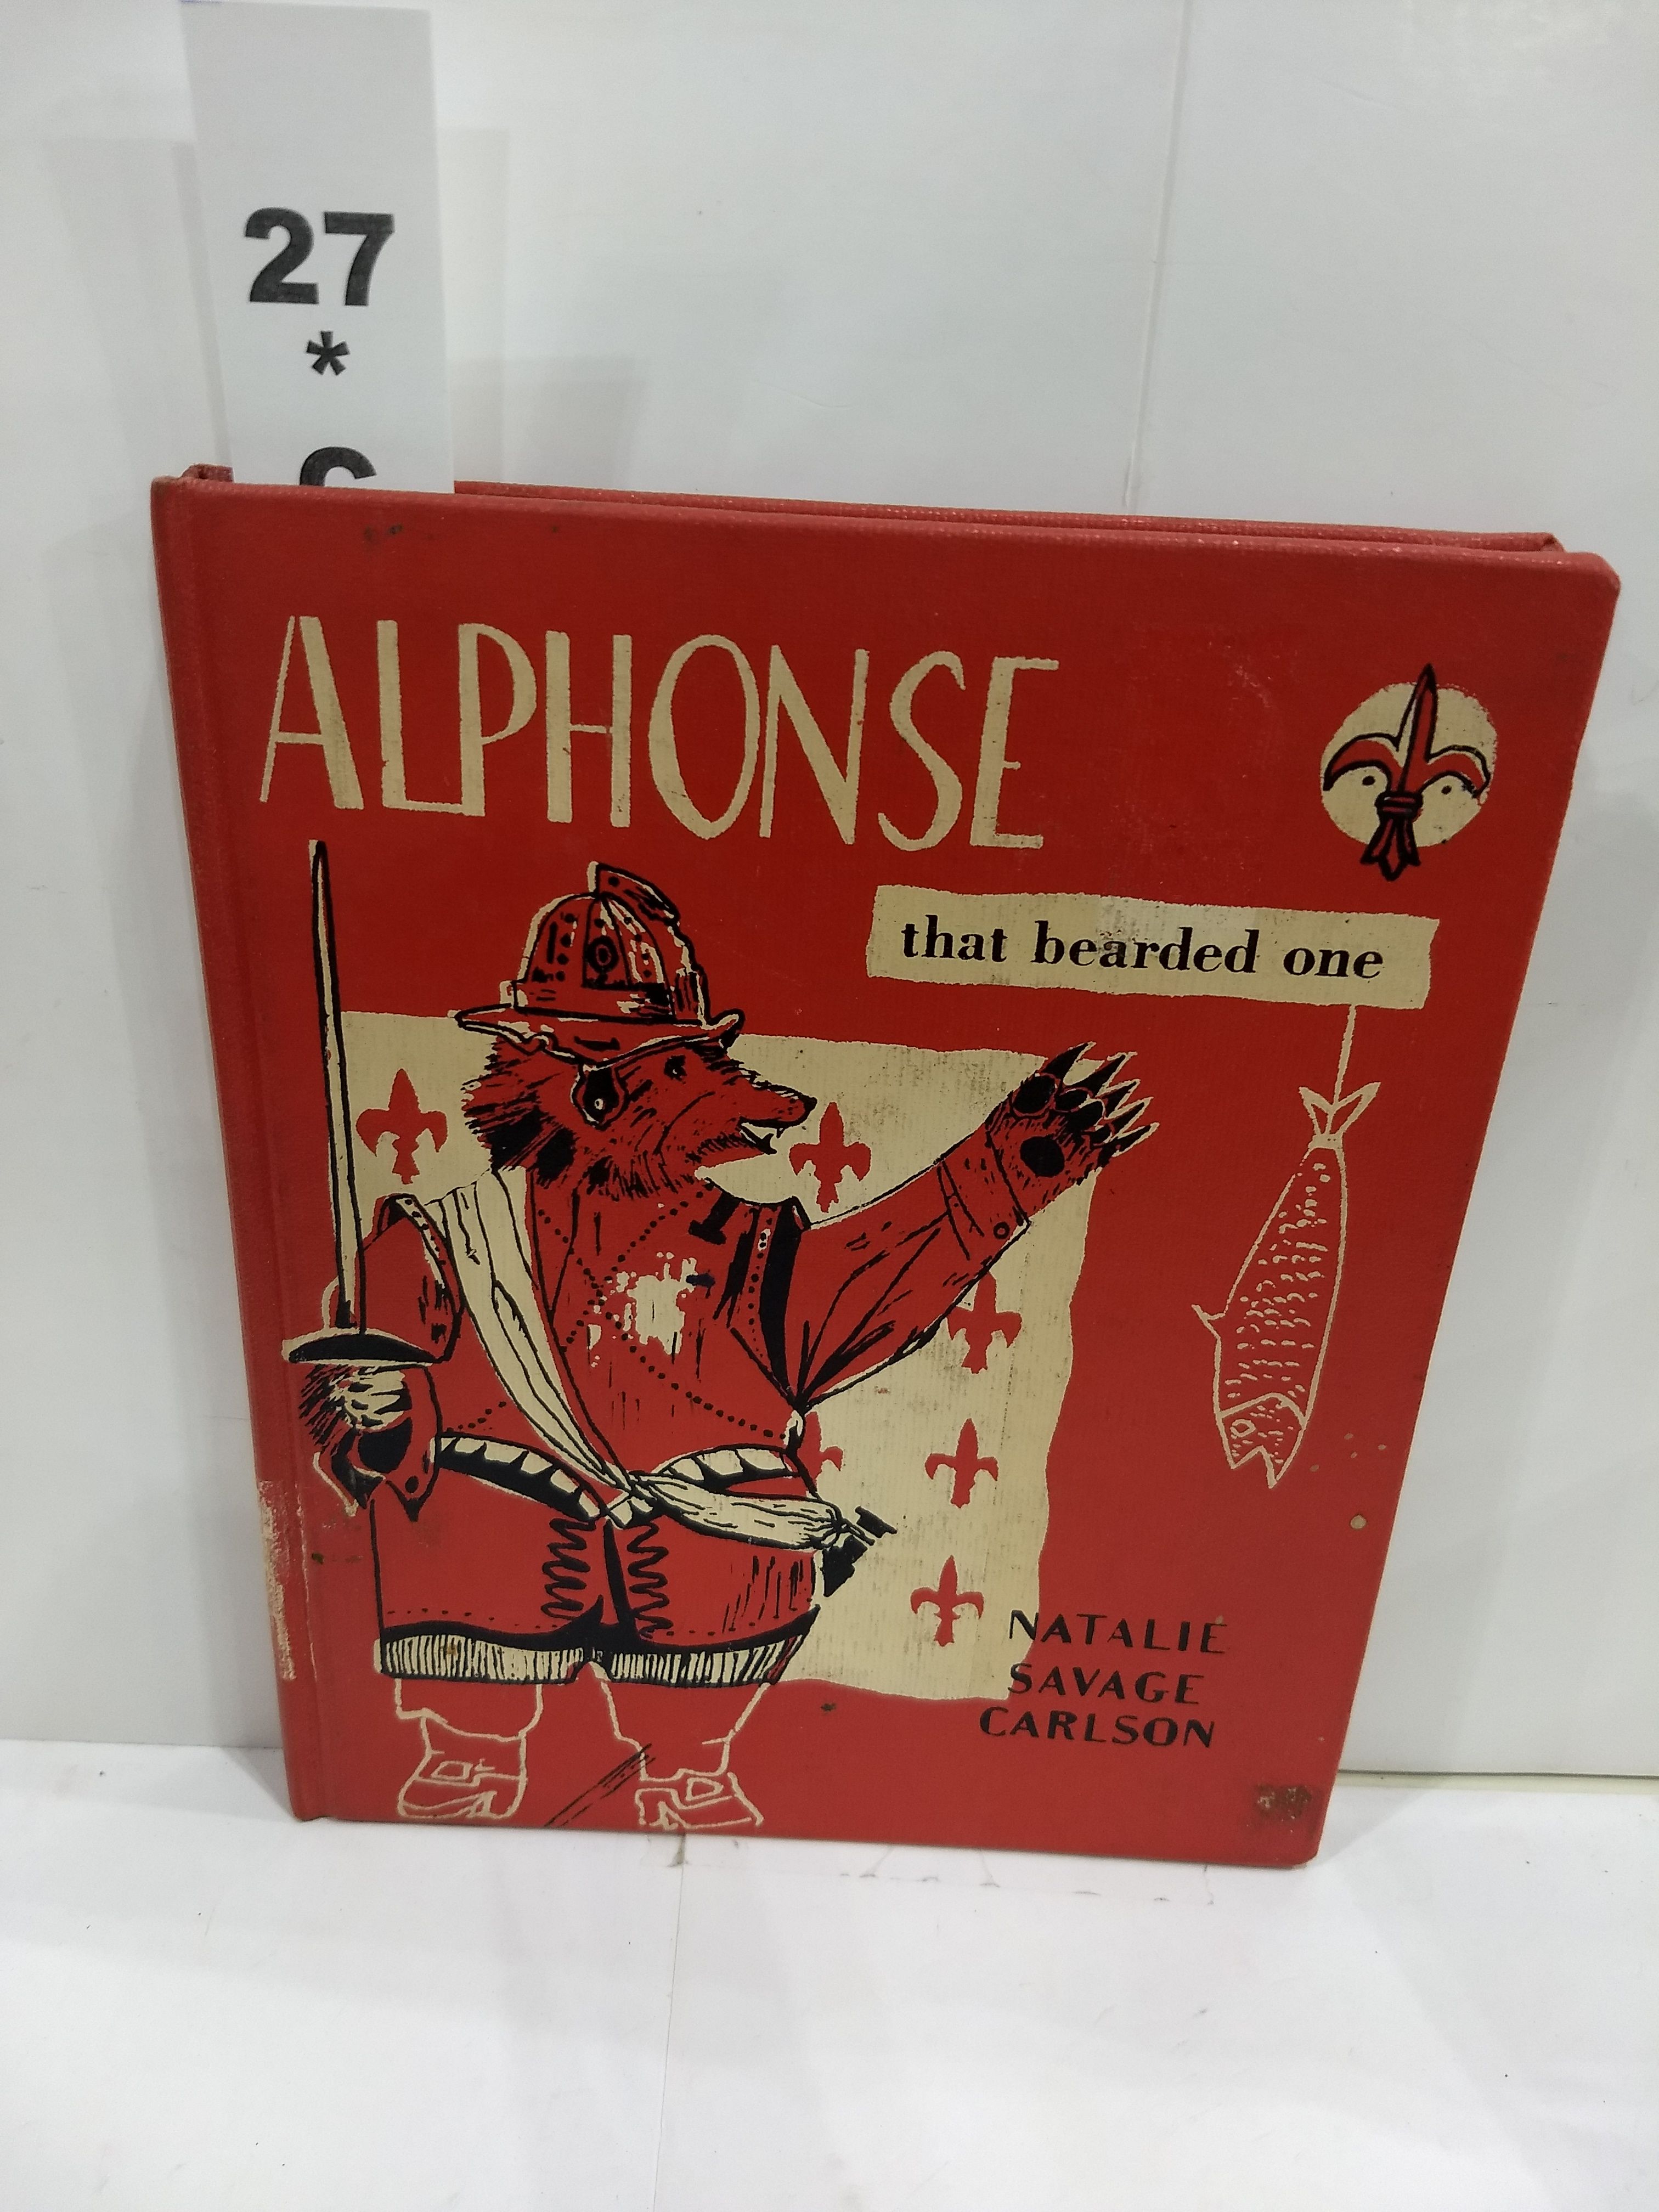 27
*
ALPHONSE
that bearded one
NATALIE
SAVAGE
CARLSON